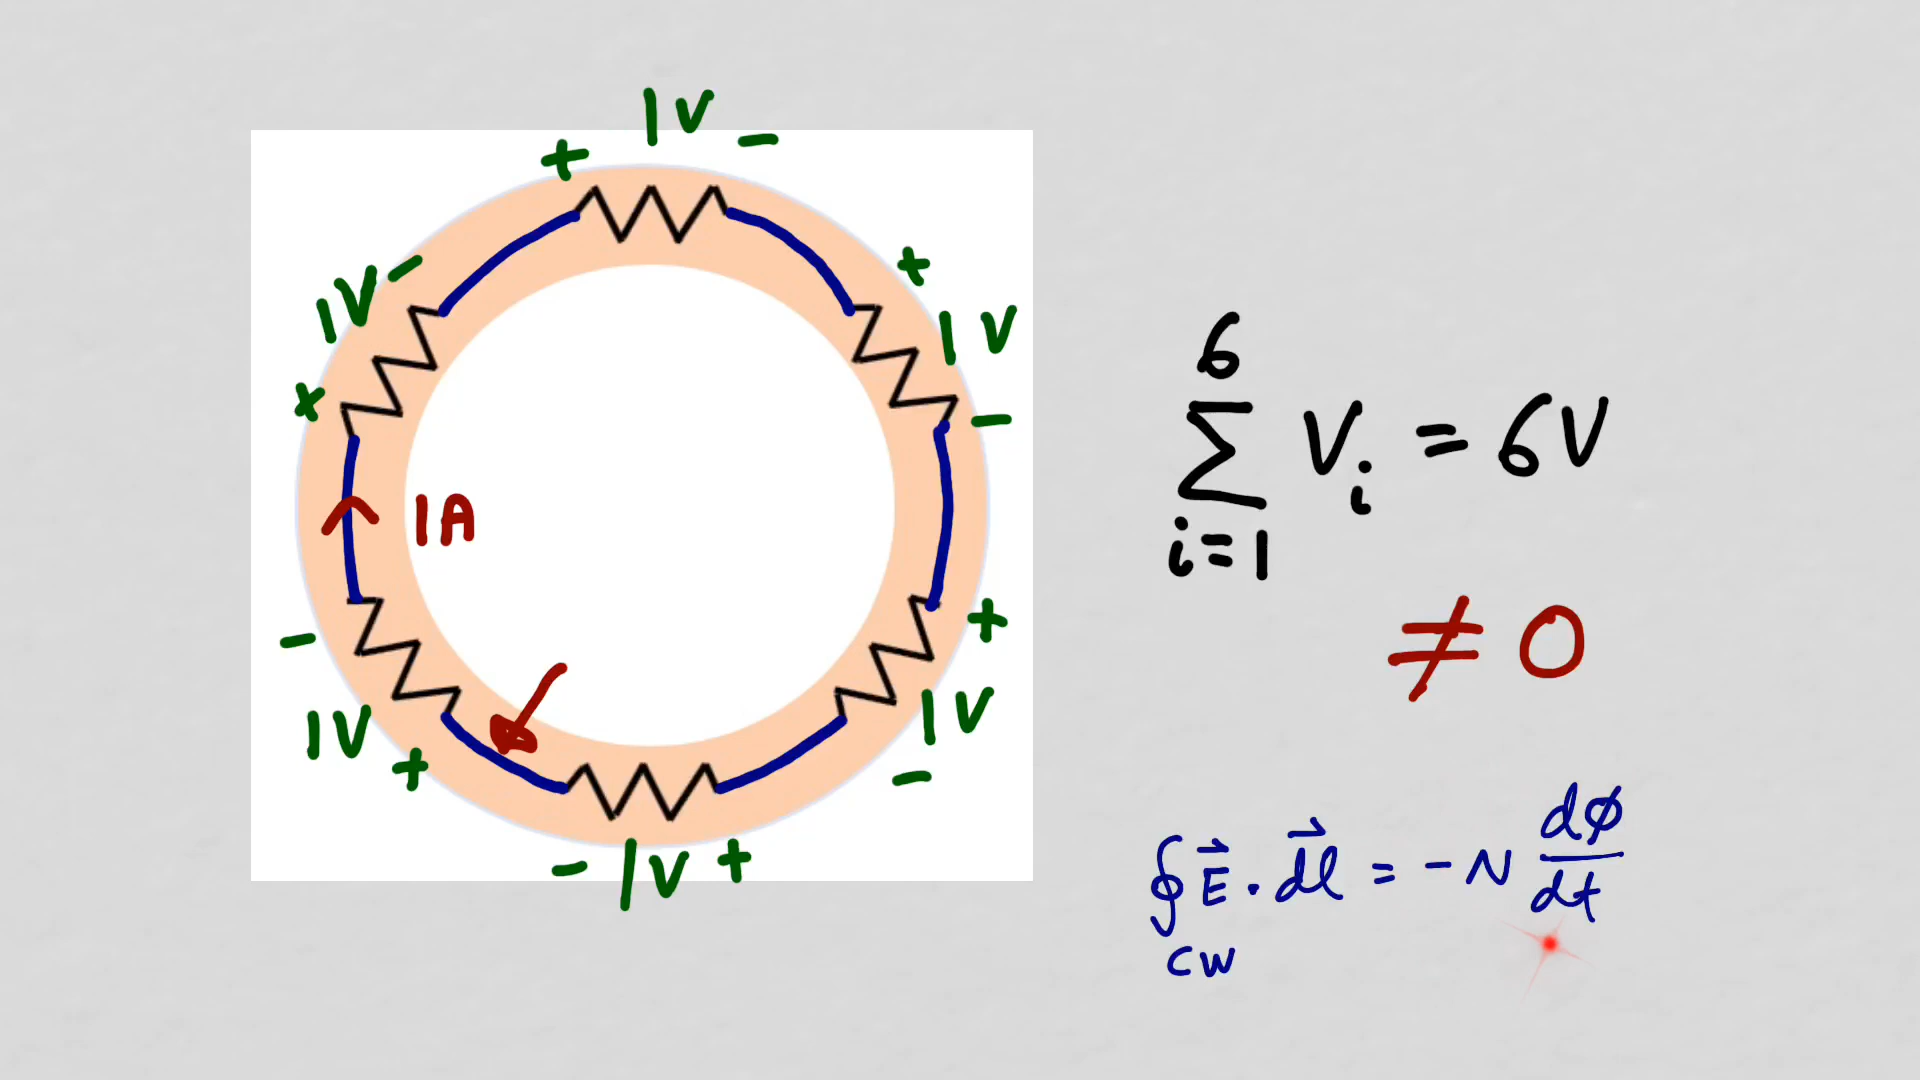 1V
+ -
+
1V
-
1V -
+
1A
-
1V
+
+
1V
-
- 1V +
6
∑ Vᵢ = 6V
i=1
≠ 0
∮ E⃗ · dl⃗ = - N dϕ/dt
CW